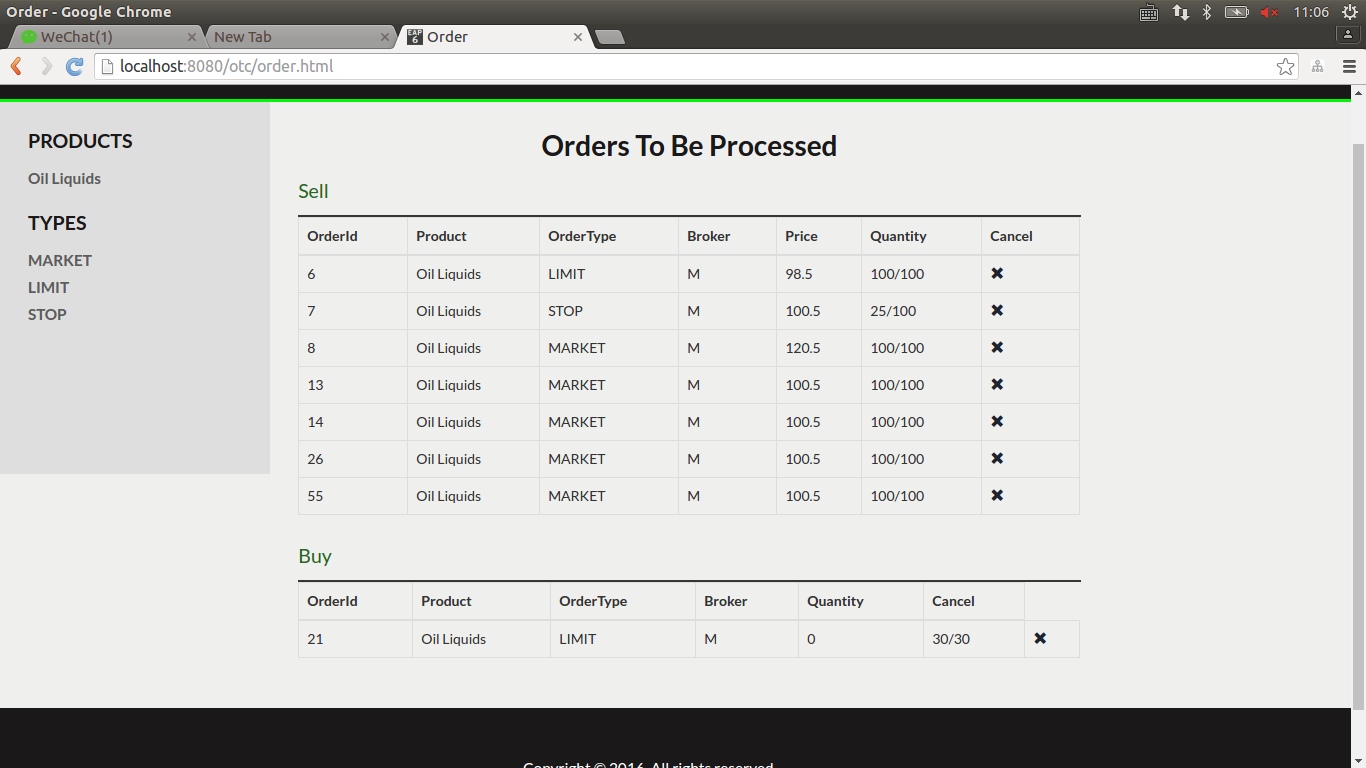 Order - Google Chrome 11:06
WeChat(1) New Tab EAP 6 Order
localhost:8080/otc/order.html
PRODUCTS
Oil Liquids
TYPES
MARKET
LIMIT
STOP
Orders To Be Processed
Sell
OrderId Product OrderType Broker Price Quantity Cancel
6 Oil Liquids LIMIT M 98.5 100/100 ✖
7 Oil Liquids STOP M 100.5 25/100 ✖
8 Oil Liquids MARKET M 120.5 100/100 ✖
13 Oil Liquids MARKET M 100.5 100/100 ✖
14 Oil Liquids MARKET M 100.5 100/100 ✖
26 Oil Liquids MARKET M 100.5 100/100 ✖
55 Oil Liquids MARKET M 100.5 100/100 ✖
Buy
OrderId Product OrderType Broker Quantity Cancel
21 Oil Liquids LIMIT M 0 30/30 ✖
Copyright © 2016. All rights reserved